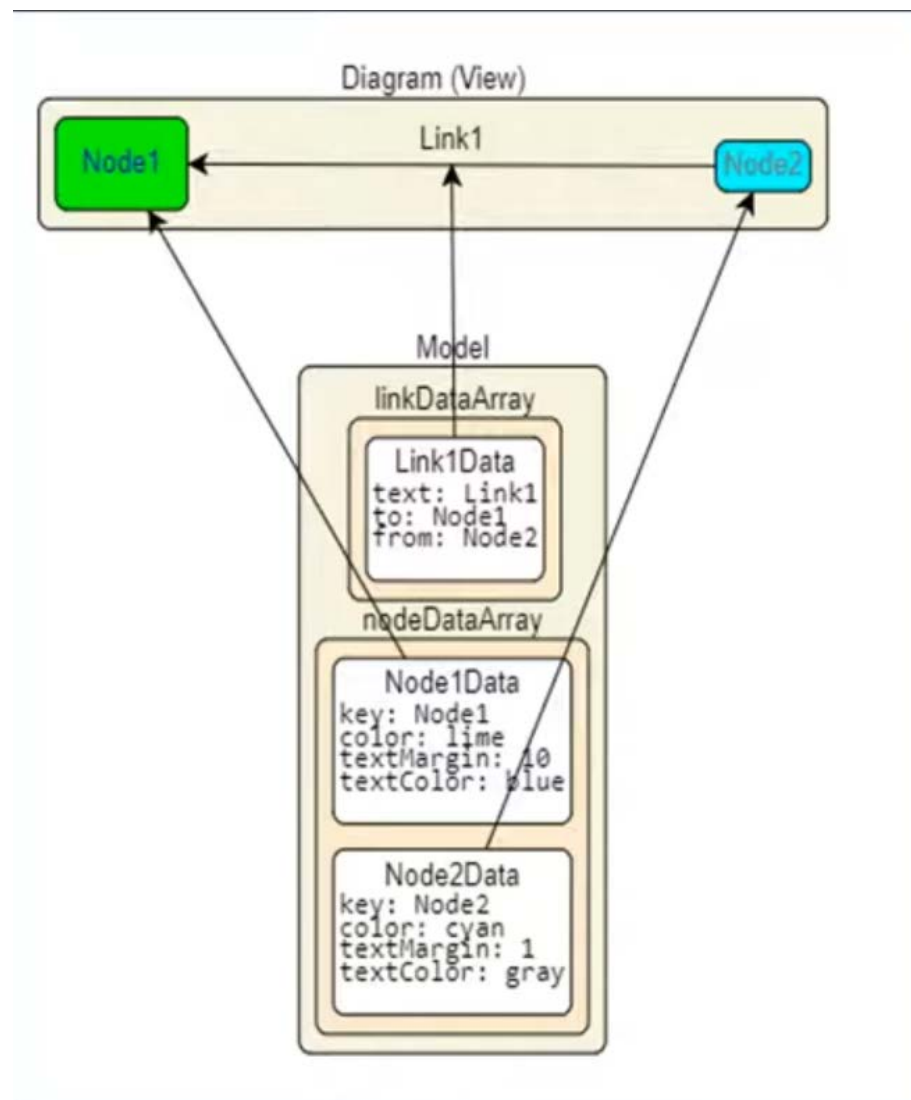 Diagram (View)
Link1
Node1
Node2
Model
linkDataArray
Link1Data
text: Link1
to: Node1
from: Node2
nodeDataArray
Node1Data
key: Node1
color: lime
textMargin: 10
textColor: blue
Node2Data
key: Node2
color: cyan
textMargin: 1
textColor: gray